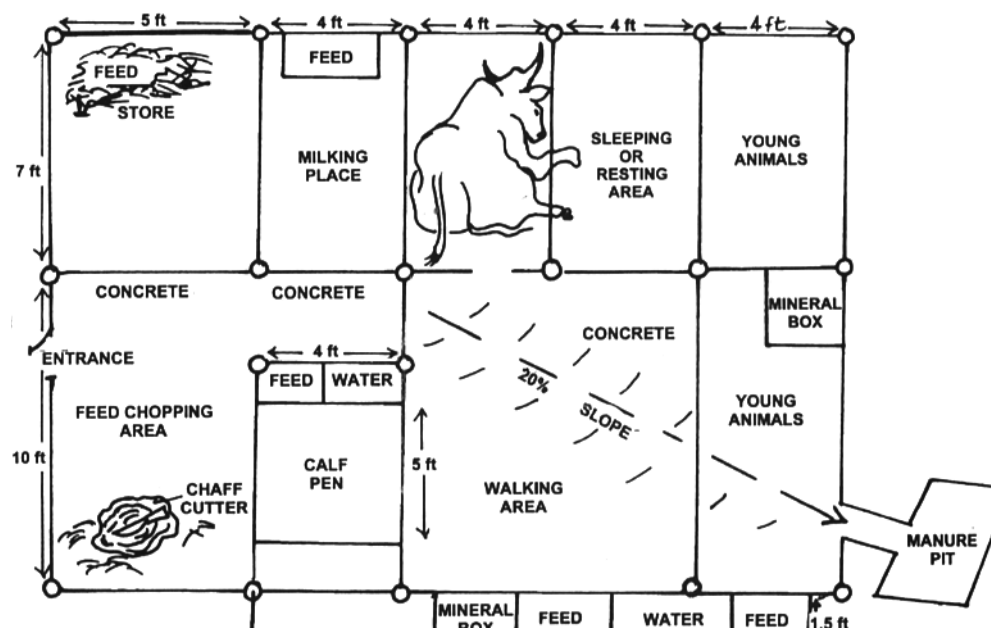 5 ft
4 ft
4 ft
4 ft
4 ft
FEED
STORE
FEED
7 ft
MILKING
PLACE
SLEEPING
OR
RESTING
AREA
YOUNG
ANIMALS
CONCRETE
CONCRETE
MINERAL
BOX
CONCRETE
ENTRANCE
4 ft
FEED
WATER
20%
SLOPE
FEED CHOPPING
AREA
YOUNG
ANIMALS
10 ft
CALF
PEN
5 ft
CHAFF
CUTTER
WALKING
AREA
MANURE
PIT
MINERAL
BOX
FEED
WATER
FEED
1.5 ft